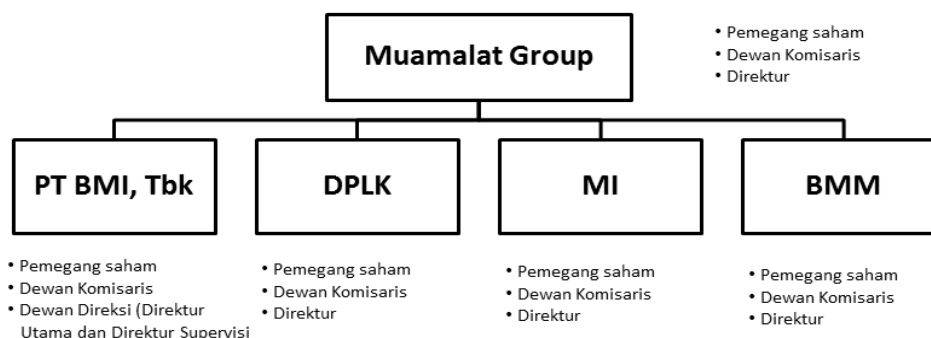 Muamalat Group
• Pemegang saham
• Dewan Komisaris
• Direktur
PT BMI, Tbk
DPLK
MI
BMM
• Pemegang saham
• Dewan Komisaris
• Dewan Direksi (Direktur
Utama dan Direktur Supervisi
• Pemegang saham
• Dewan Komisaris
• Direktur
• Pemegang saham
• Dewan Komisaris
• Direktur
• Pemegang saham
• Dewan Komisaris
• Direktur